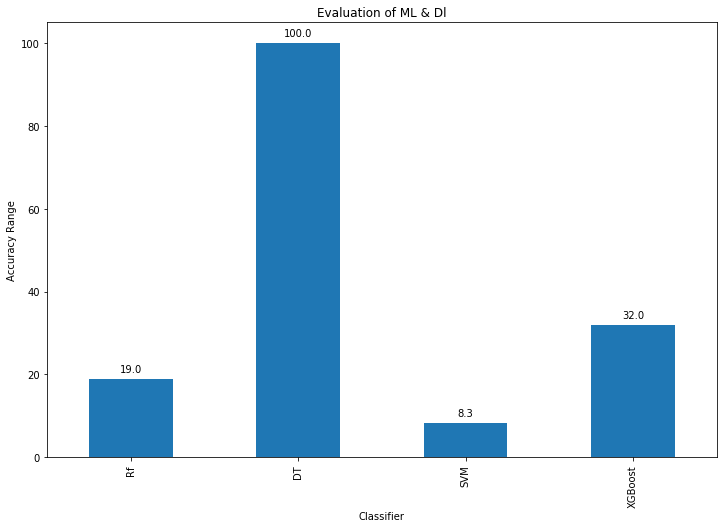 Evaluation of ML & Dl
Accuracy Range
100
80
60
40
20
0
19.0
100.0
8.3
32.0
Rf
DT
SVM
XGBoost
Classifier